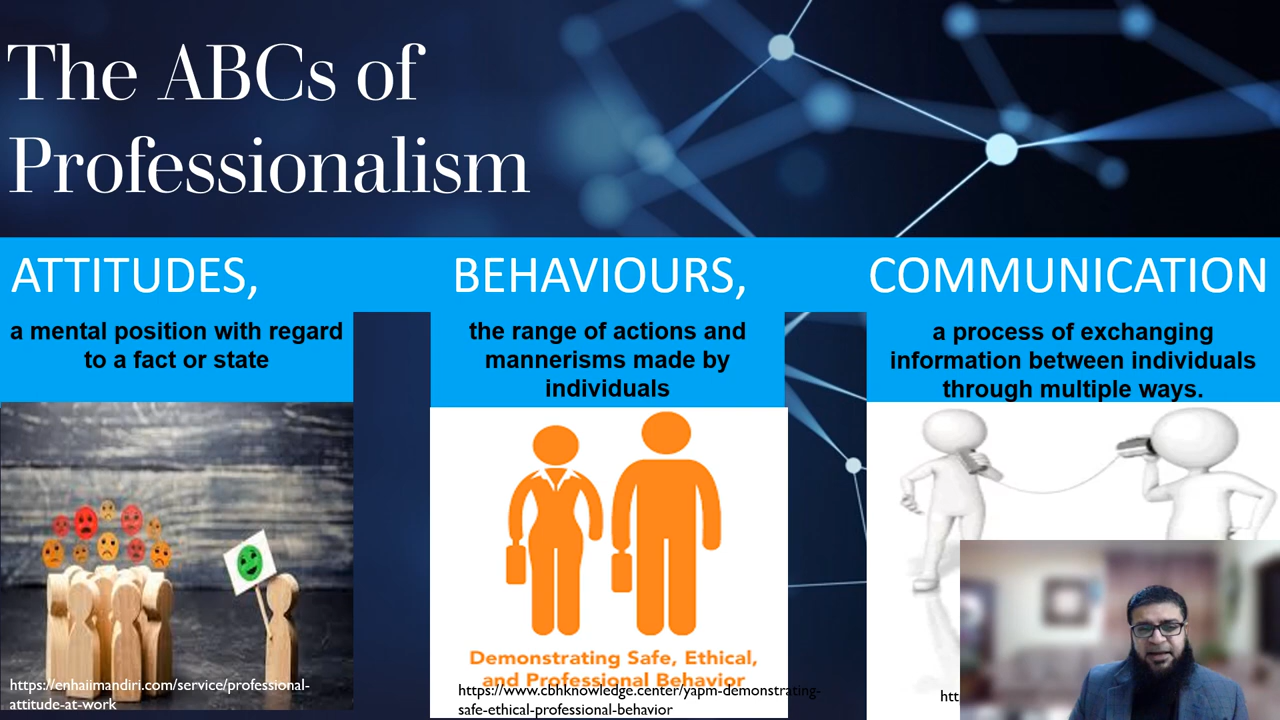 The ABCs of
Professionalism
ATTITUDES,
a mental position with regard
to a fact or state
https://enhaiimandiri.com/service/professional-
attitude-at-work
BEHAVIOURS,
the range of actions and
mannerisms made by
individuals
Demonstrating Safe, Ethical,
and Professional Behavior
https://www.cbhknowledge.center/yapm-demonstrating-
safe-ethical-professional-behavior
COMMUNICATION
a process of exchanging
information between individuals
through multiple ways.
htt